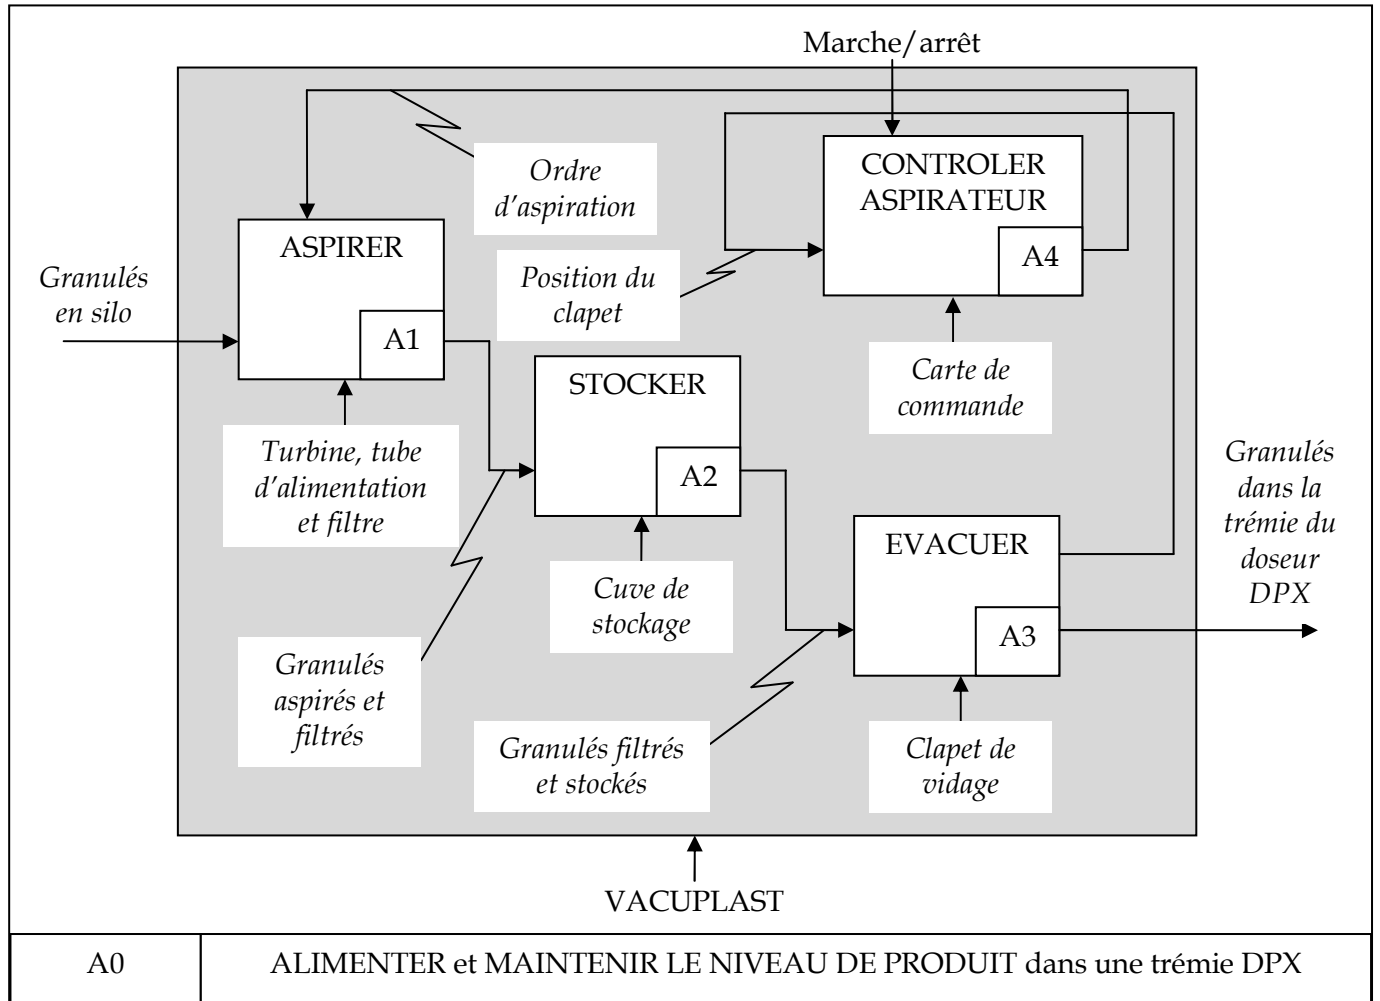 Marche/arrêt
CONTROLER
ASPIRATEUR
A4
Ordre
d'aspiration
ASPIRER
A1
Granulés
en silo
Position du
clapet
STOCKER
A2
Carte de
commande
Turbine, tube
d'alimentation
et filtre
Granulés
dans la
trémie du
doseur
DPX
EVACUER
A3
Cuve de
stockage
Granulés
aspirés et
filtrés
Granulés filtrés
et stockés
Clapet de
vidage
VACUPLAST
A0
ALIMENTER et MAINTENIR LE NIVEAU DE PRODUIT dans une trémie DPX